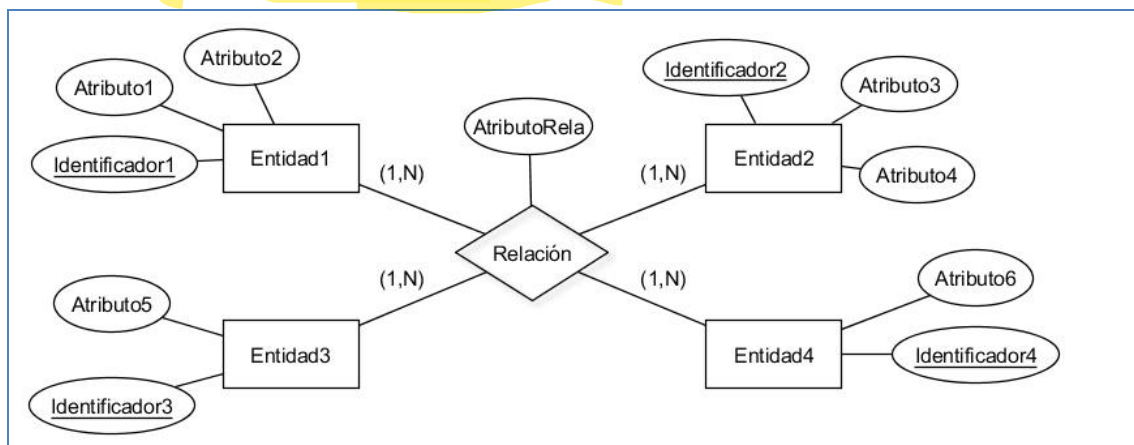 Atributo2
Atributo1
Identificador1
Entidad1
(1,N)
AtributoRela
Identificador2
Atributo3
Entidad2
Atributo4
(1,N)
Relación
Atributo5
(1,N)
Entidad3
Identificador3
(1,N)
Atributo6
Entidad4
Identificador4